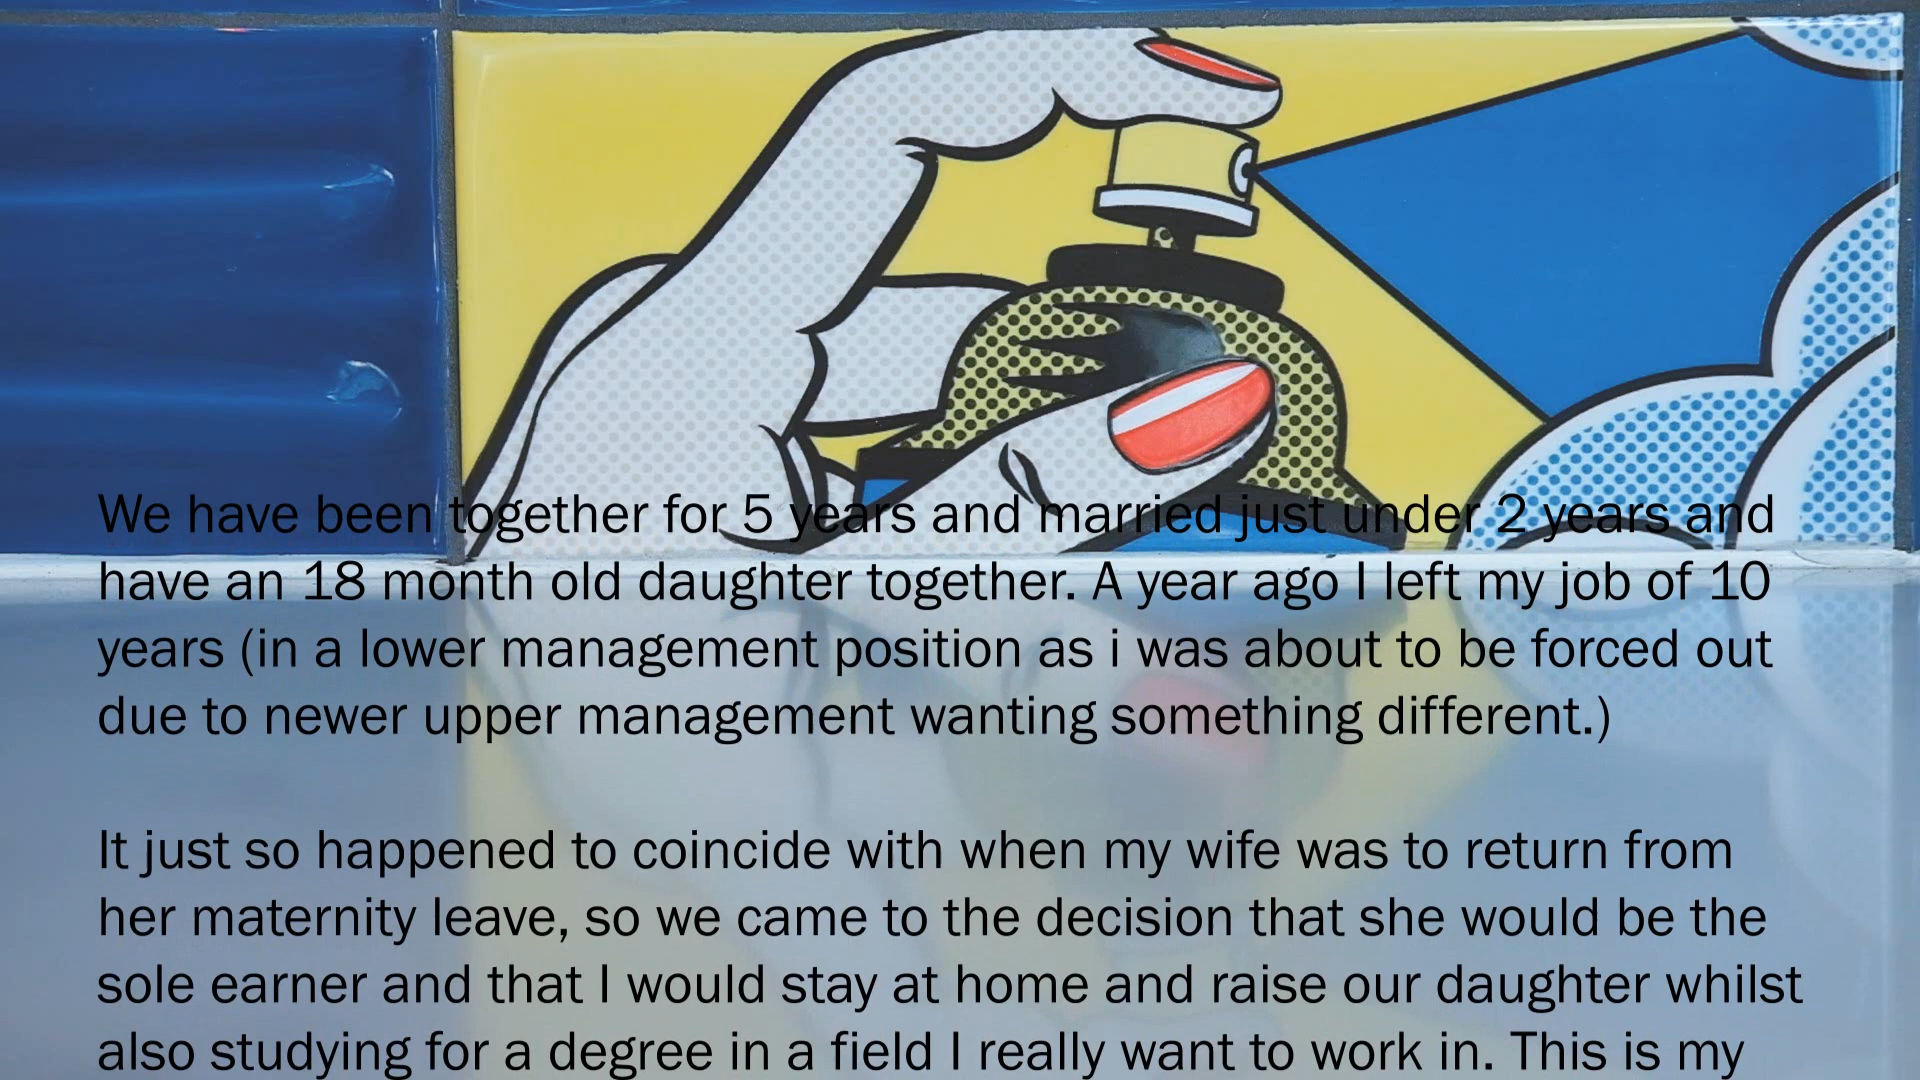 We have been together for 5 years and married just under 2 years and
have an 18 month old daughter together. A year ago I left my job of 10
years (in a lower management position as i was about to be forced out
due to newer upper management wanting something different.)
It just so happened to coincide with when my wife was to return from
her maternity leave, so we came to the decision that she would be the
sole earner and that I would stay at home and raise our daughter whilst
also studying for a degree in a field I really want to work in. This is my